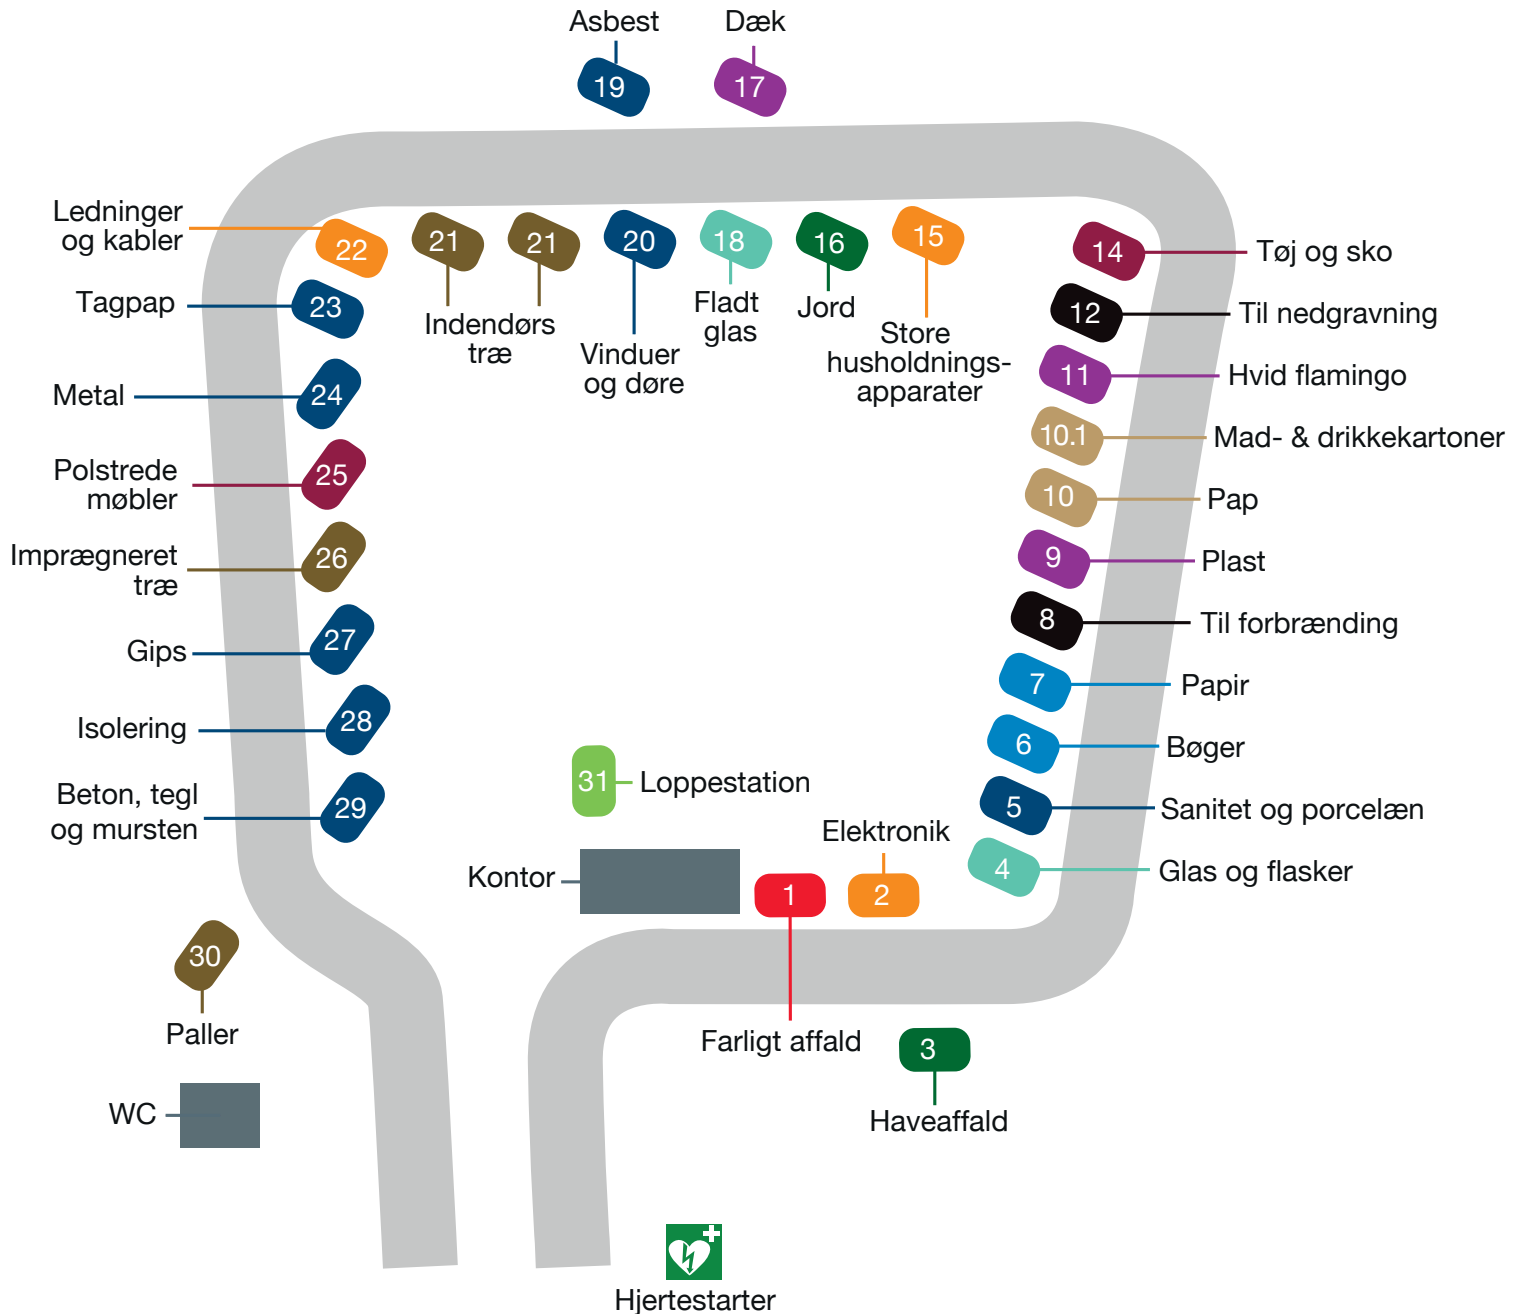 Asbest
Dæk
19
17
Ledninger
og kabler
22
21
21
20
18
16
15
14
Tøj og sko
Tagpap
23
Indendørs
træ
Vinduer
og døre
Fladt
glas
Jord
Store
husholdnings-
apparater
12
Til nedgravning
11
Hvid flamingo
Metal
24
10.1
Mad- & drikkekartoner
Polstrede
møbler
25
10
Pap
Imprægneret
træ
26
9
Plast
8
Til forbrænding
Gips
27
7
Papir
Isolering
28
6
Bøger
31
Loppestation
Beton, tegl
og mursten
29
5
Sanitet og porcelæn
Elektronik
4
Glas og flasker
Kontor
1
2
30
Paller
Farligt affald
3
Haveaffald
WC
Hjertestarter